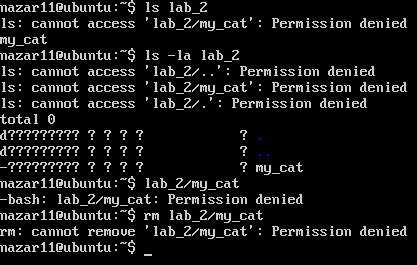 nazar11@ubuntu:~$ ls lab_2
ls: cannot access 'lab_2/my_cat': Permission denied
my_cat
nazar11@ubuntu:~$ ls -la lab_2
ls: cannot access 'lab_2/..': Permission denied
ls: cannot access 'lab_2/my_cat': Permission denied
ls: cannot access 'lab_2/.': Permission denied
total 0
d????????? ? ? ? ?            ? .
d????????? ? ? ? ?            ? ..
-????????? ? ? ? ?            ? my_cat
nazar11@ubuntu:~$ lab_2/my_cat
-bash: lab_2/my_cat: Permission denied
nazar11@ubuntu:~$ rm lab_2/my_cat
rm: cannot remove 'lab_2/my_cat': Permission denied
nazar11@ubuntu:~$ _